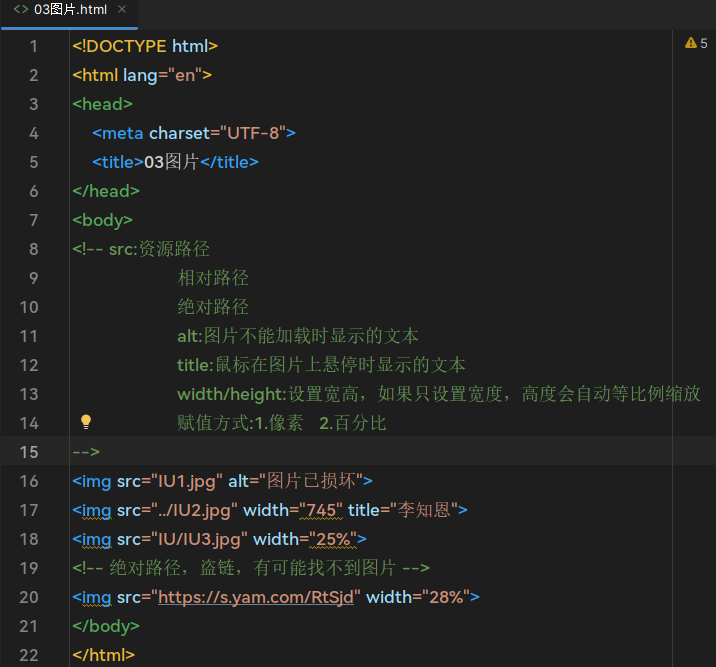 <> 03图片.html ×
5
1 <!DOCTYPE html>
2 <html lang="en">
3 <head>
4 <meta charset="UTF-8">
5 <title>03图片</title>
6 </head>
7 <body>
8 <!-- src:资源路径
9 相对路径
10 绝对路径
11 alt:图片不能加载时显示的文本
12 title:鼠标在图片上悬停时显示的文本
13 width/height:设置宽高，如果只设置宽度，高度会自动等比例缩放
14 赋值方式:1.像素 2.百分比
15 -->
16 <img src="IU1.jpg" alt="图片已损坏">
17 <img src="../IU2.jpg" width="745" title="李知恩">
18 <img src="IU/IU3.jpg" width="25%">
19 <!-- 绝对路径，盗链，有可能找不到图片 -->
20 <img src="https://s.yam.com/RtSjd" width="28%">
21 </body>
22 </html>